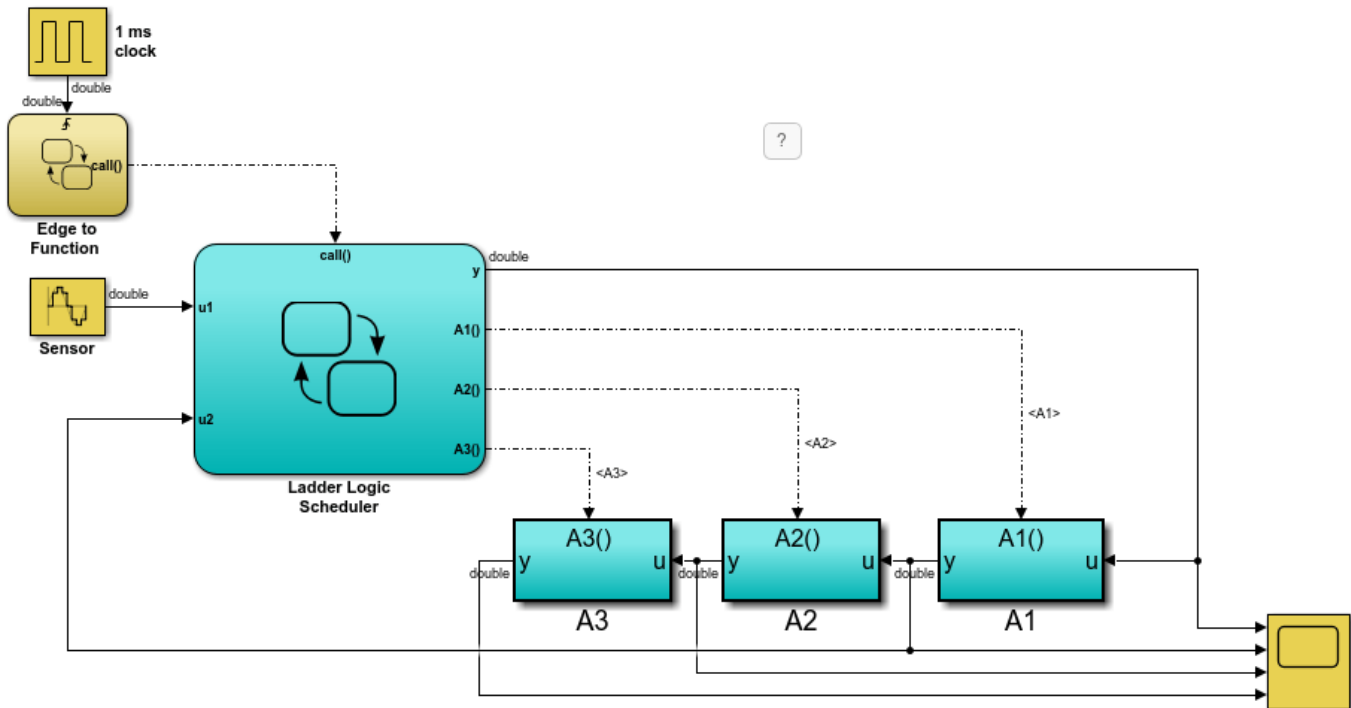 1 ms
clock
double
double
call()
Edge to
Function
?
call()
y
double
double
u1
Sensor
A1()
A2()
u2
<A1>
<A2>
A3()
<A3>
Ladder Logic
Scheduler
A3()
A2()
A1()
y
u
y
u
y
u
double
double
double
A3
A2
A1